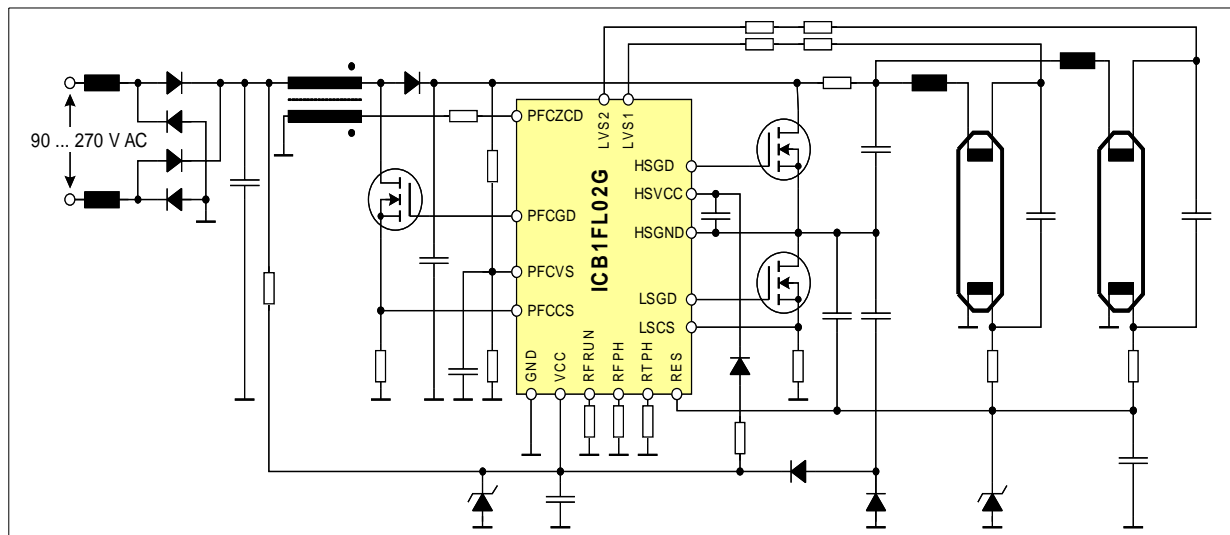 90 ... 270 V AC
PFCZCD
PFCGD
PFCVS
PFCCS
LVS2
LVS1
ICB1FL02G
HSGD
HSVCC
HSGND
LSGD
LSCS
GND
VCC
RFRUN
RFPH
RTPH
RES